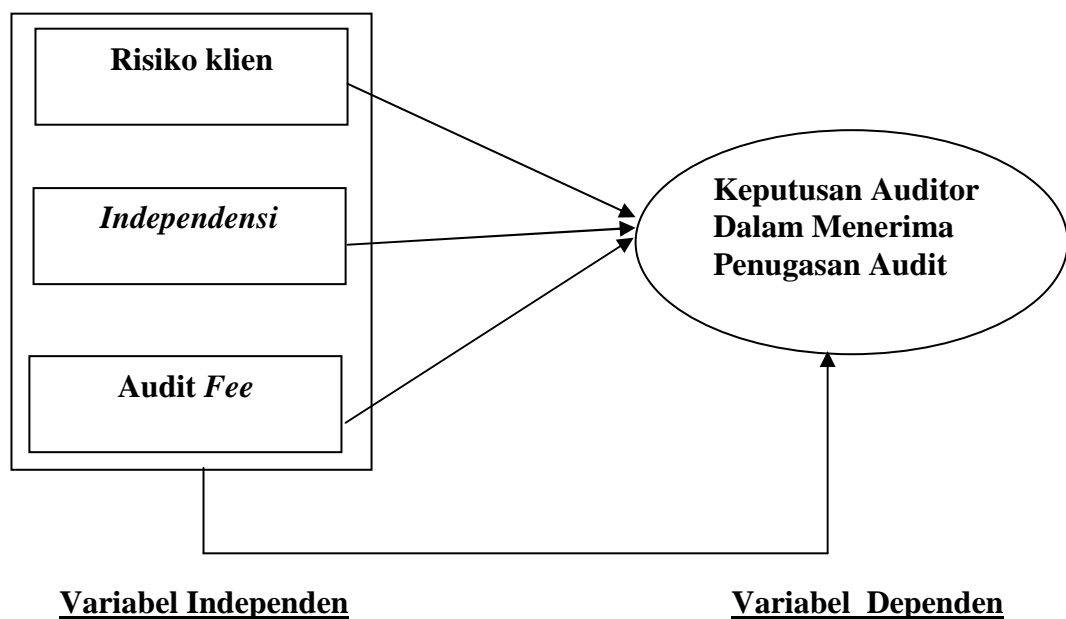 Risiko klien
Independensi
Audit Fee
Keputusan Auditor
Dalam Menerima
Penugasan Audit
Variabel Independen
Variabel Dependen